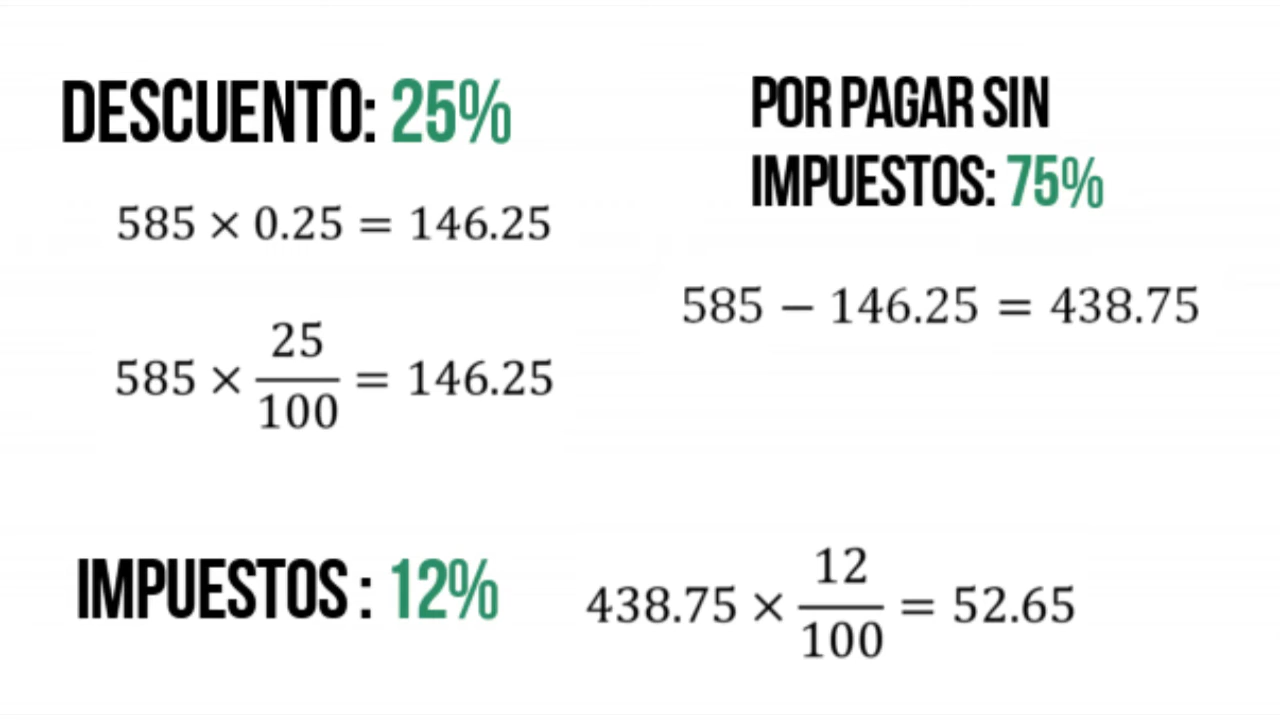 DESCUENTO: 25%
585 × 0.25 = 146.25
585 × 25/100 = 146.25
POR PAGAR SIN
IMPUESTOS: 75%
585 − 146.25 = 438.75
IMPUESTOS : 12%
438.75 × 12/100 = 52.65